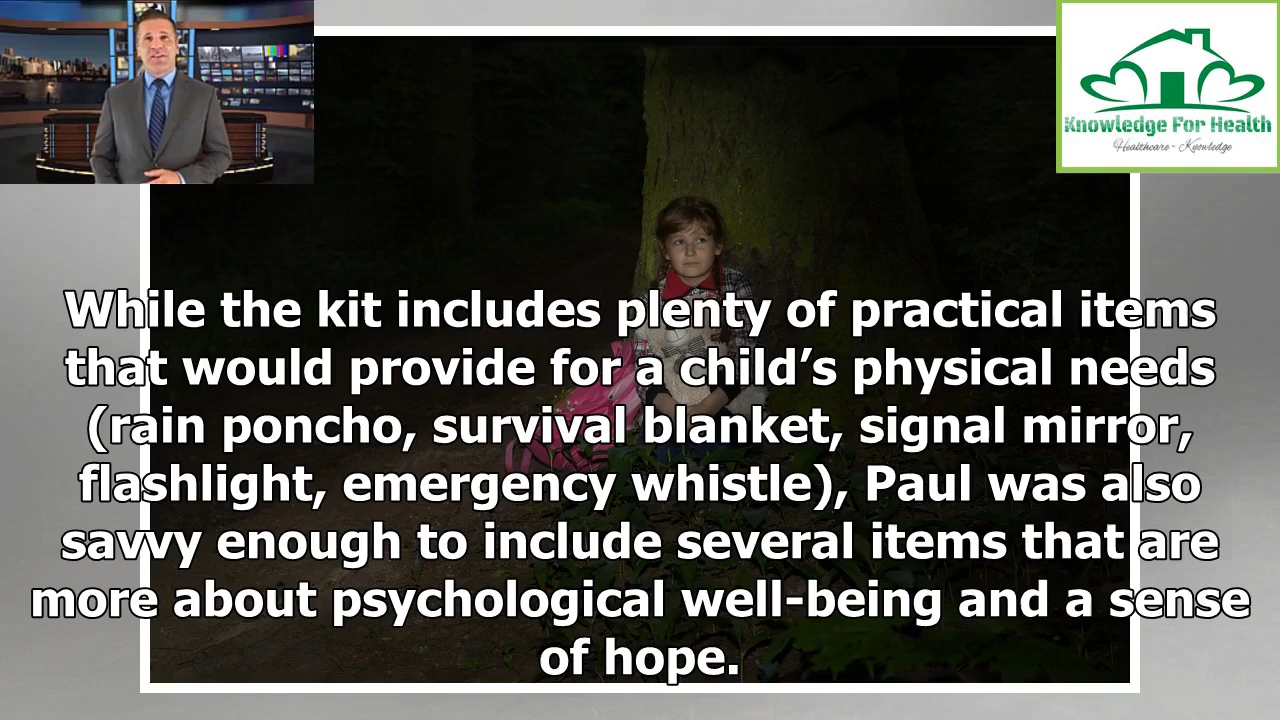 Knowledge For Health
Healthcare - Knowledge
While the kit includes plenty of practical items
that would provide for a child’s physical needs
(rain poncho, survival blanket, signal mirror,
flashlight, emergency whistle), Paul was also
savvy enough to include several items that are
more about psychological well-being and a sense
of hope.